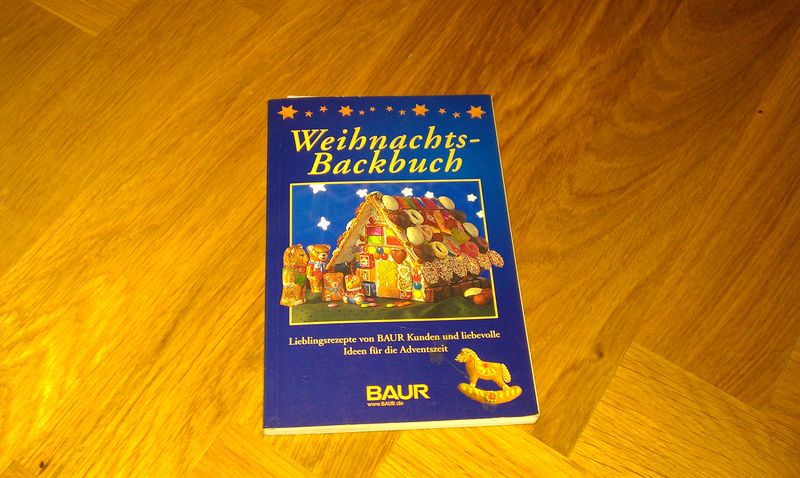 Weihnachts-
Backbuch
Lieblingsrezepte von BAUR Kunden und liebevolle
Ideen für die Adventszeit
BAUR
www.BAUR.de